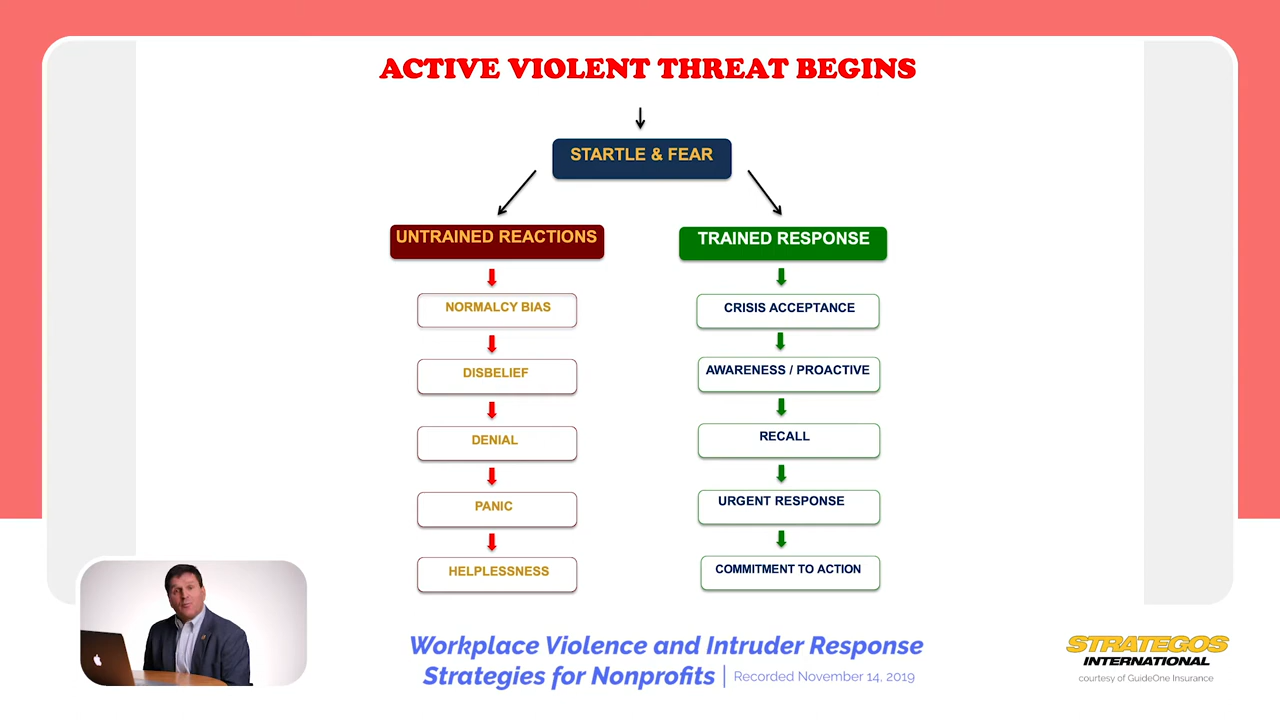 ACTIVE VIOLENT THREAT BEGINS
STARTLE & FEAR
UNTRAINED REACTIONS
NORMALCY BIAS
DISBELIEF
DENIAL
PANIC
HELPLESSNESS
TRAINED RESPONSE
CRISIS ACCEPTANCE
AWARENESS / PROACTIVE
RECALL
URGENT RESPONSE
COMMITMENT TO ACTION
Workplace Violence and Intruder Response
Strategies for Nonprofits | Recorded November 14, 2019
STRATEGOS
INTERNATIONAL
courtesy of GuideOne Insurance